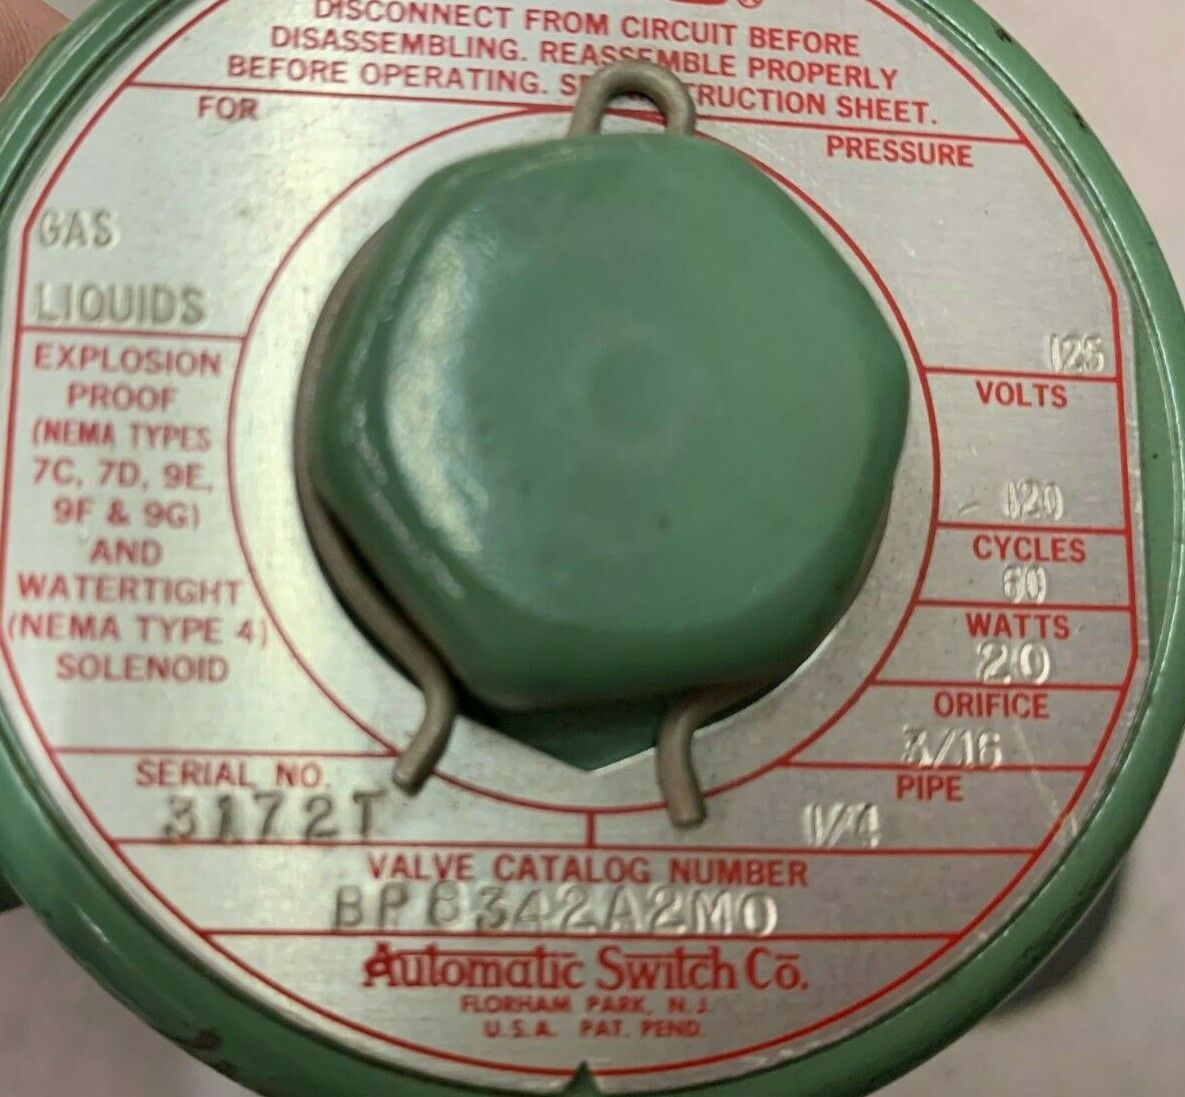 DISCONNECT FROM CIRCUIT BEFORE
DISASSEMBLING. REASSEMBLE PROPERLY
BEFORE OPERATING. TRUCTION SHEET.
FOR
GAS
LIQUIDS
PRESSURE
125
EXPLOSION
PROOF
(NEMA TYPES
7C, 7D, 9E,
9F & 9G)
AND
WATERTIGHT
(NEMA TYPE 4)
SOLENOID
VOLTS
120
CYCLES
60
WATTS
20
ORIFICE
3/16
PIPE
1/4
SERIAL NO.
3172T
VALVE CATALOG NUMBER
BP8342A2MO
Automatic Switch Co.
FLORHAM PARK, N.J.
U.S.A. PAT. PEND.